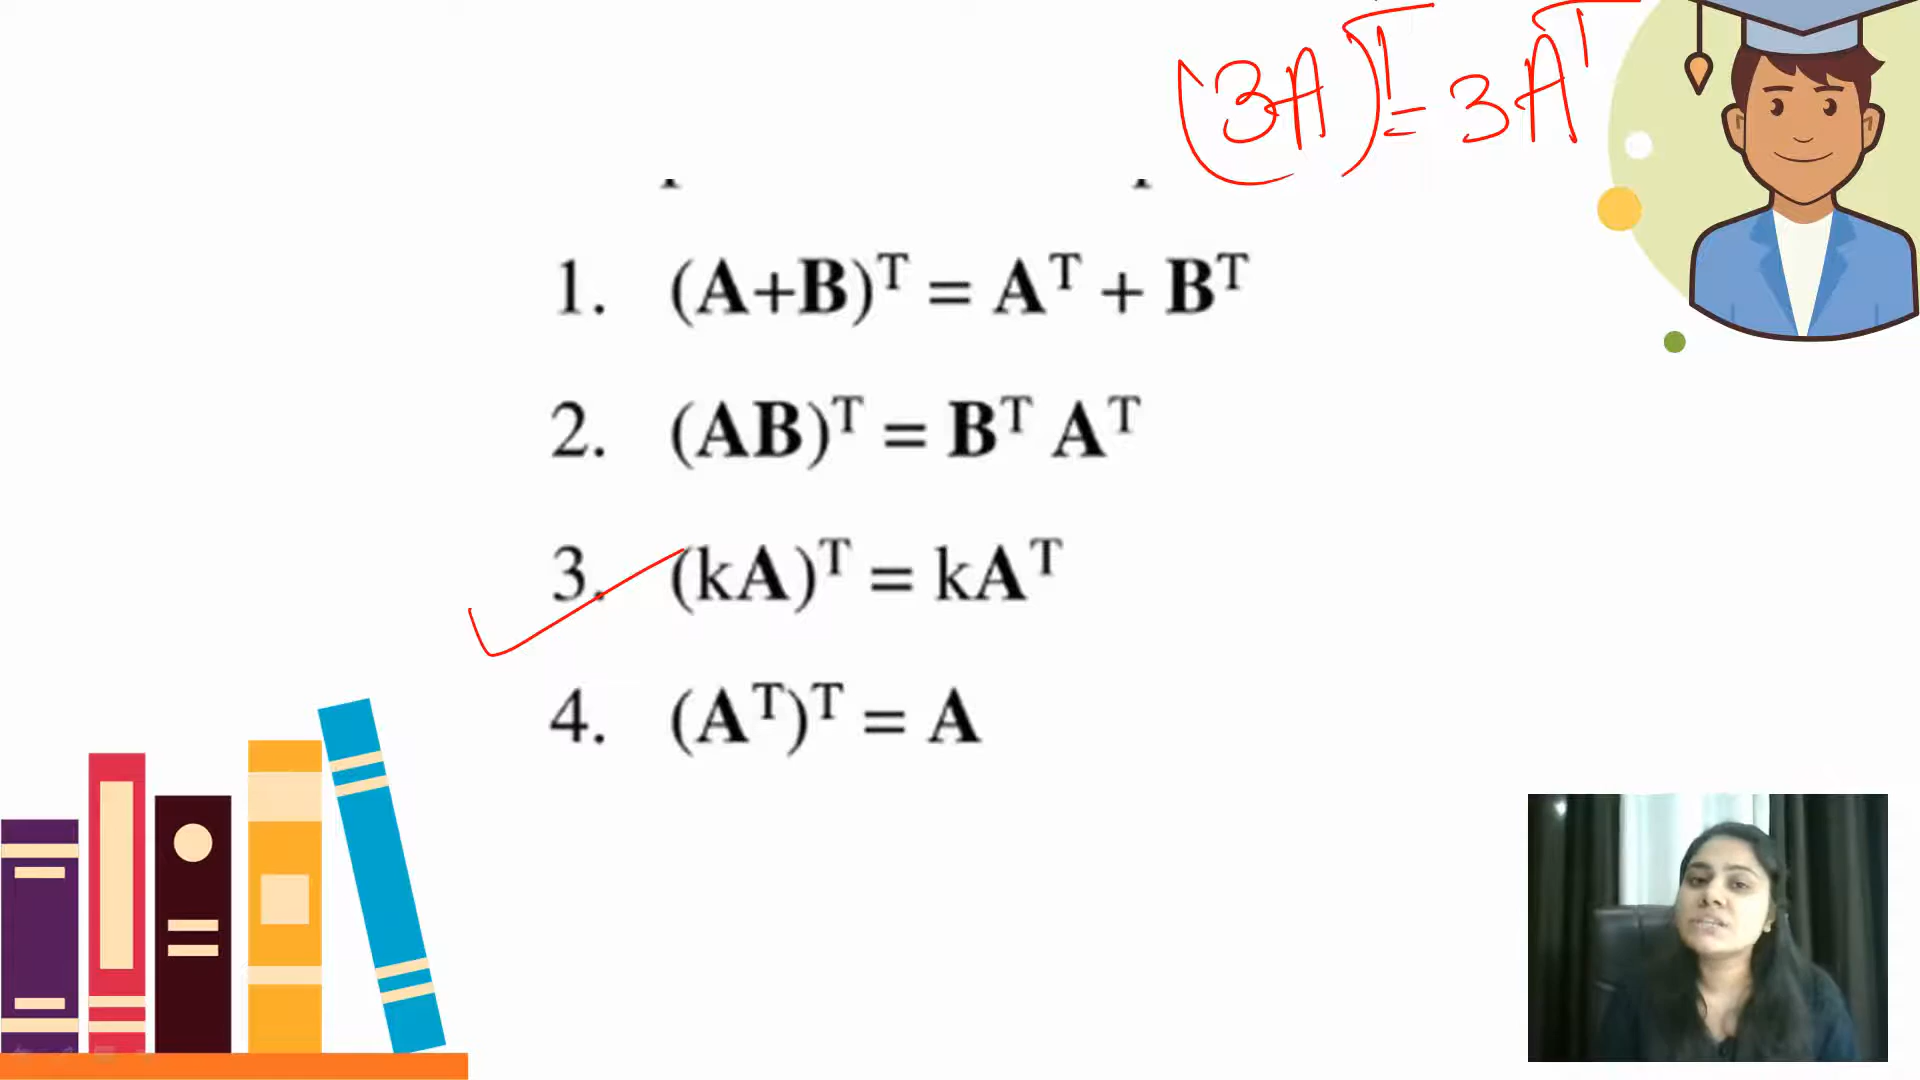 (3A)ᵀ = 3Aᵀ
1. (A+B)ᵀ = Aᵀ + Bᵀ
2. (AB)ᵀ = Bᵀ Aᵀ
3. (kA)ᵀ = kAᵀ
4. (Aᵀ)ᵀ = A